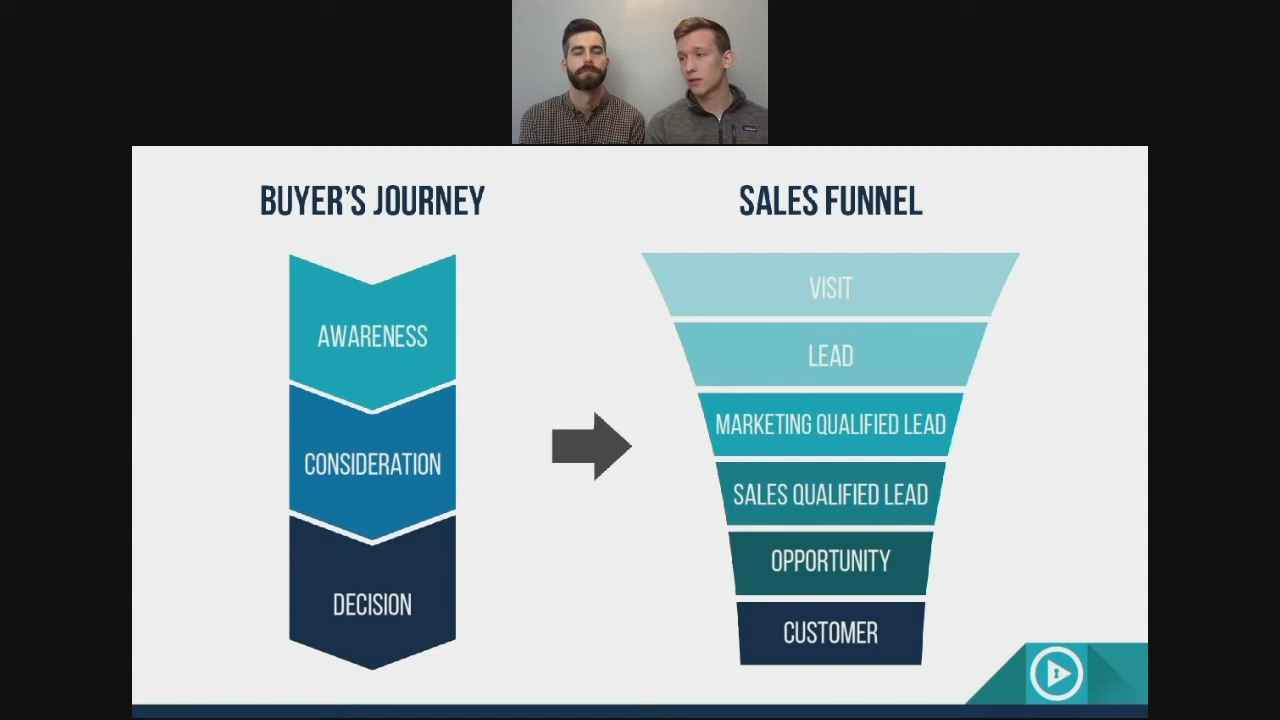 BUYER'S JOURNEY
AWARENESS
CONSIDERATION
DECISION
SALES FUNNEL
VISIT
LEAD
MARKETING QUALIFIED LEAD
SALES QUALIFIED LEAD
OPPORTUNITY
CUSTOMER